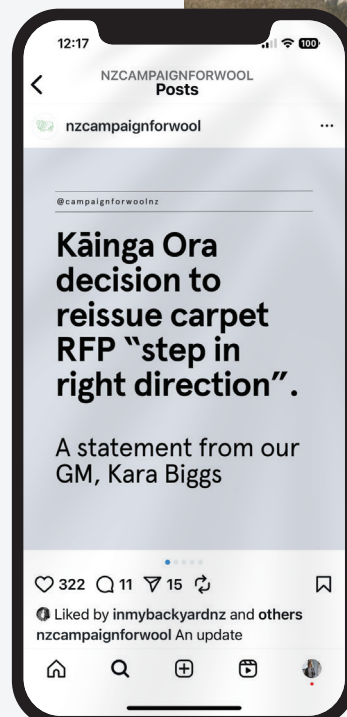 12:17
100
NZCAMPAIGNFORWOOL
Posts
nzcampaignforwool
@campaignforwoolnz
Kāinga Ora
decision to
reissue carpet
RFP “step in
right direction”.
A statement from our
GM, Kara Biggs
322 11 15
Liked by inmybackyardnz and others
nzcampaignforwool An update